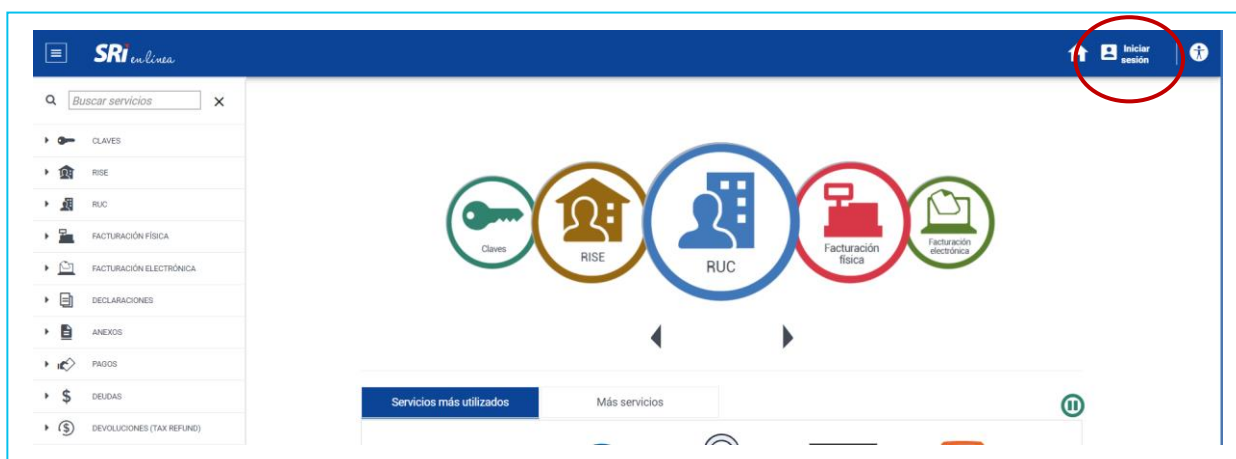 SRi en línea
Iniciar
sesión
Buscar servicios
CLAVES
RISE
RUC
FACTURACIÓN FÍSICA
FACTURACIÓN ELECTRÓNICA
DECLARACIONES
ANEXOS
PAGOS
DEUDAS
DEVOLUCIONES (TAX REFUND)
Claves
RISE
RUC
Facturación
física
Facturación
electrónica
Servicios más utilizados
Más servicios